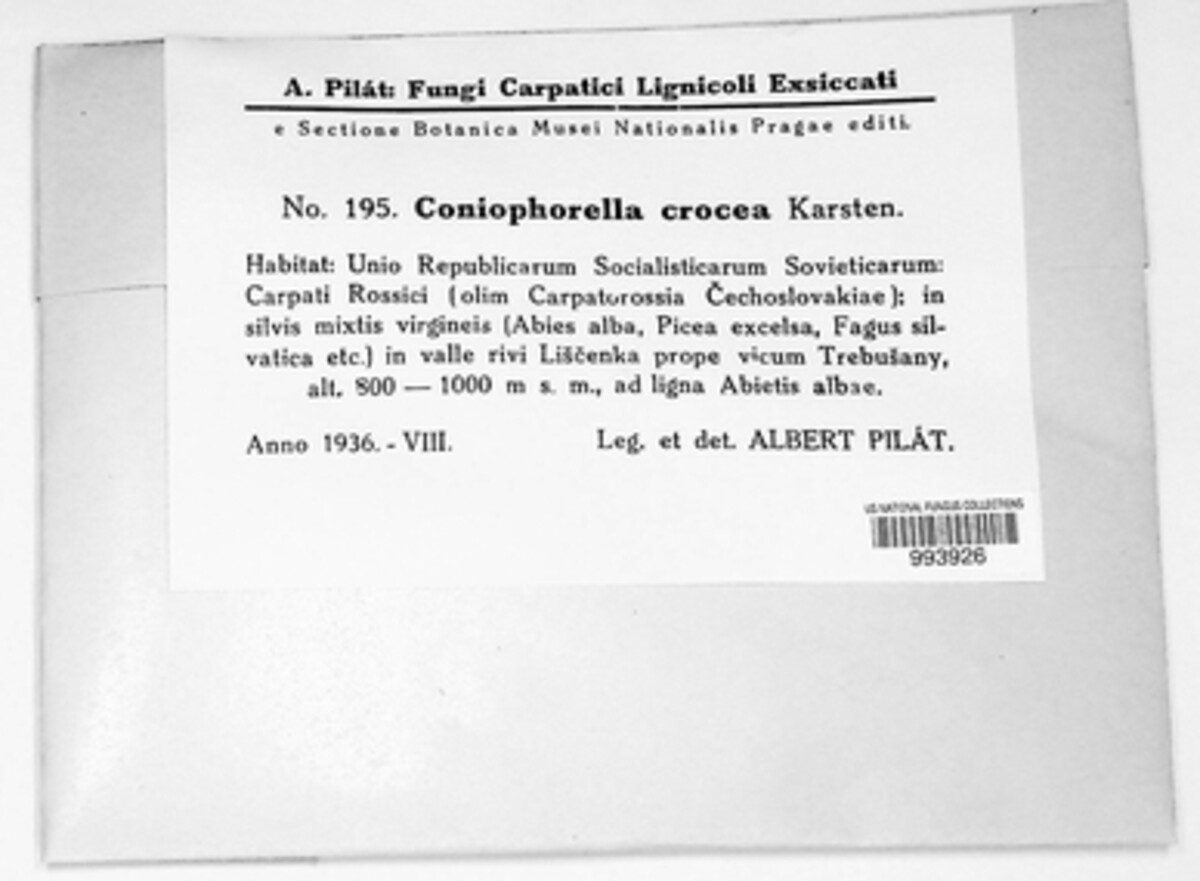 A. Pilát: Fungi Carpatici Lignicoli Exsiccati
e Sectione Botanica Musei Nationalis Pragae editi.
No. 195. Coniophorella crocea Karsten.
Habitat: Unio Republicarum Socialisticarum Sovieticarum:
Carpati Rossici (olim Carpatorossia Čechoslovakiae); in
silvis mixtis virgineis (Abies alba, Picea excelsa, Fagus sil-
vatica etc.) in valle rivi Liščenka prope vicum Trebušany,
alt. 800 — 1000 m s. m., ad ligna Abietis albae.
Anno 1936. - VIII. Leg. et det. ALBERT PILÁT.
US NATIONAL FUNGUS COLLECTIONS
993926